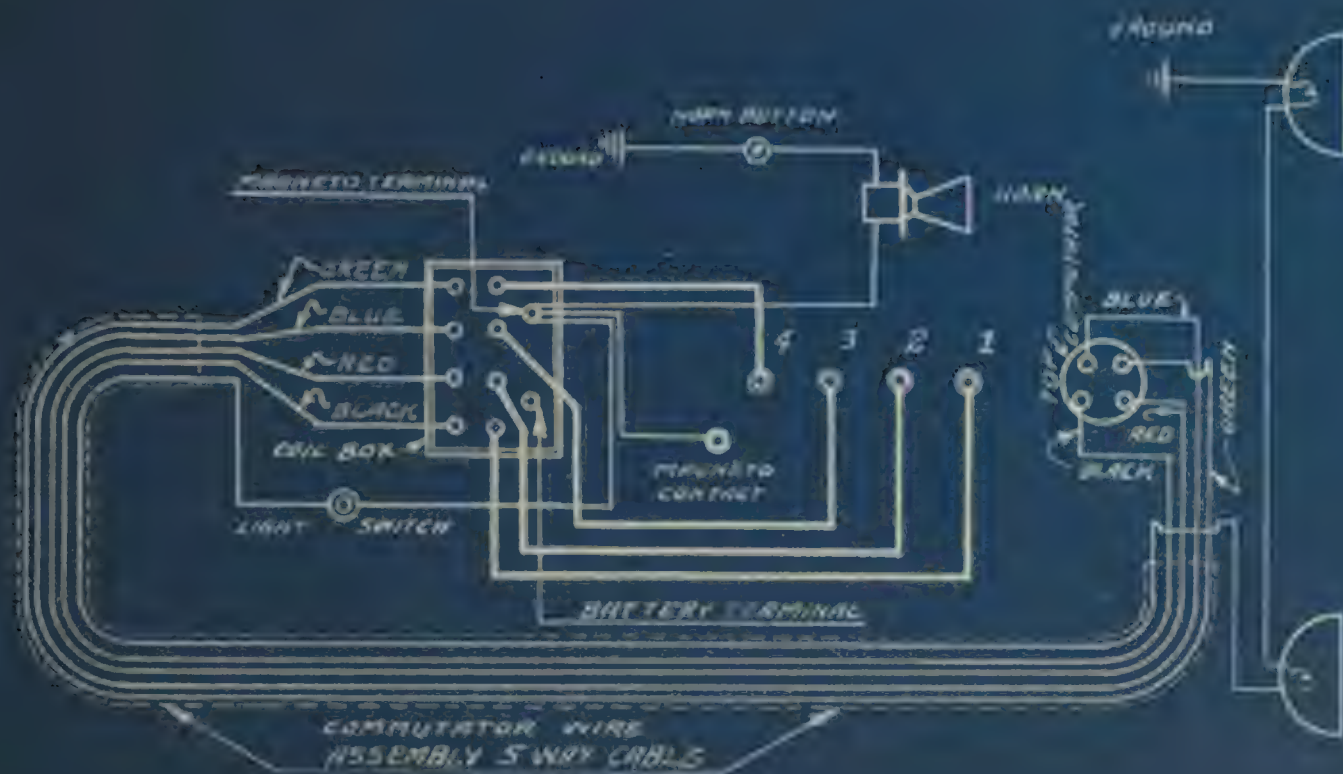 GROUND
HORN BUTTON
GROUND
MAGNETO TERMINAL
HORN
GREEN
BLUE
BLUE
4 3 2 1
RED
GREEN
BLACK
COIL BOX
RED
MAGNETO
CONTACT
BLACK
LIGHT SWITCH
BATTERY TERMINAL
COMMUTATOR WIRE
ASSEMBLY 5 WAY CABLE